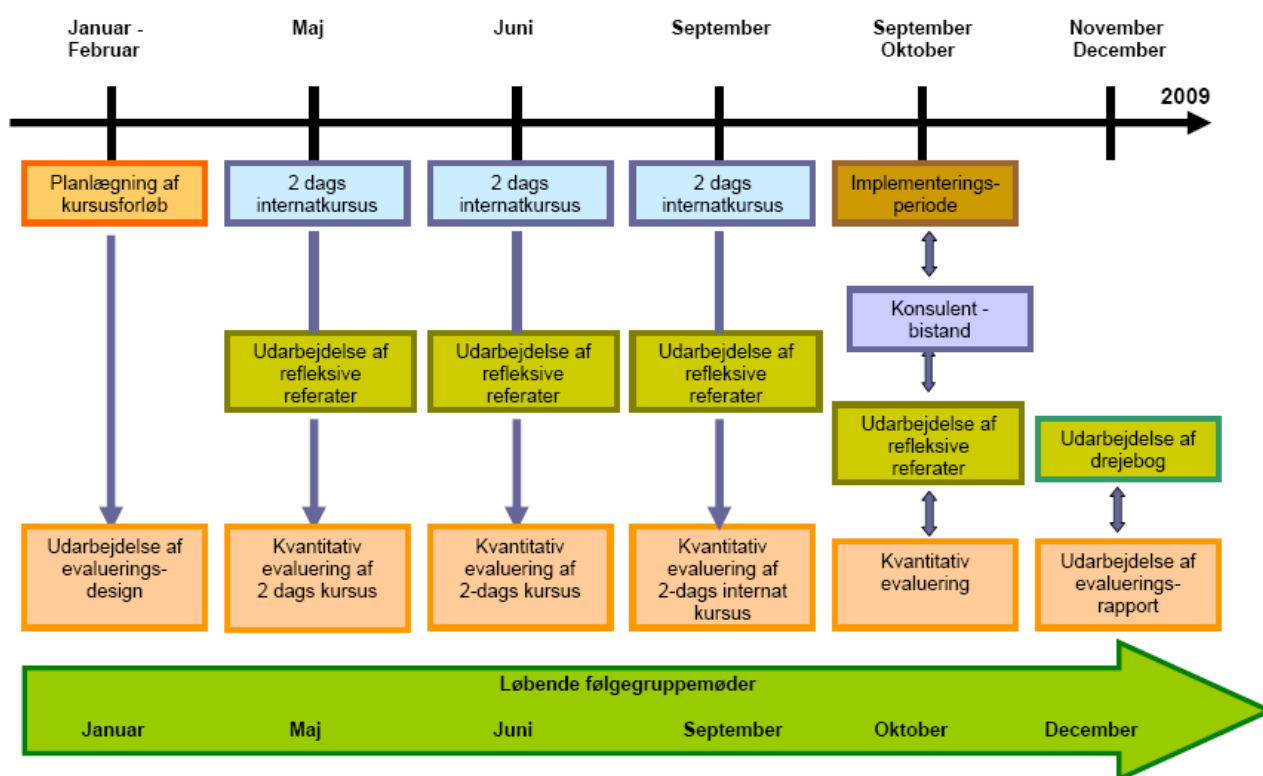 Januar -
Februar
Maj
Juni
September
September
Oktober
November
December
2009
Planlægning af
kursusforløb
2 dags
internatkursus
2 dags
internatkursus
2 dags
internatkursus
Implementerings-
periode
Konsulent -
bistand
Udarbejdelse af
refleksive
referater
Udarbejdelse af
refleksive
referater
Udarbejdelse af
refleksive
referater
Udarbejdelse af
refleksive
referater
Udarbejdelse af
drejebog
Udarbejdelse af
evaluerings-
design
Kvantitativ
evaluering af
2 dags kursus
Kvantitativ
evaluering af
2-dags kursus
Kvantitativ
evaluering af
2-dags internat
kursus
Kvantitativ
evaluering
Udarbejdelse af
evaluerings-
rapport
Løbende følgegruppemøder
Januar
Maj
Juni
September
Oktober
December